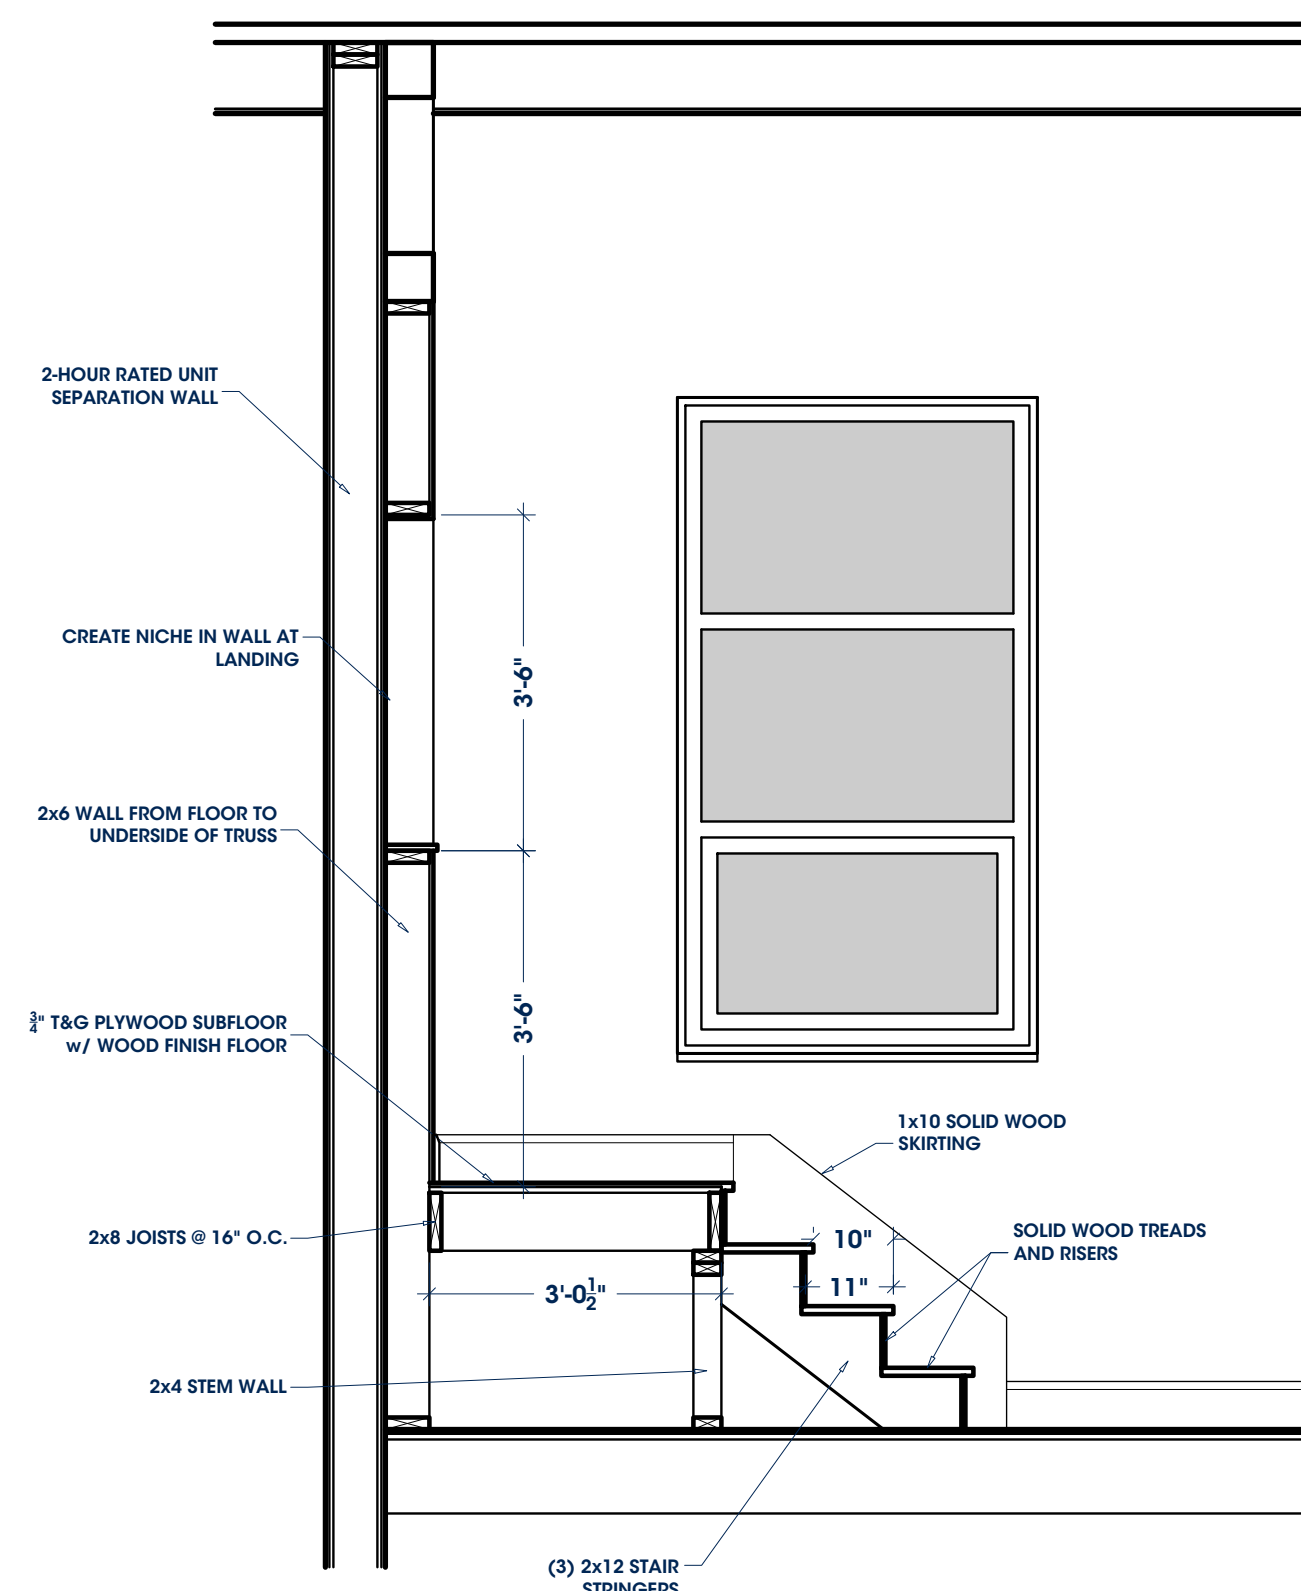 2-HOUR RATED UNIT
SEPARATION WALL
CREATE NICHE IN WALL AT
LANDING
3'-6"
2x6 WALL FROM FLOOR TO
UNDERSIDE OF TRUSS
3'-6"
¾" T&G PLYWOOD SUBFLOOR
w/ WOOD FINISH FLOOR
1x10 SOLID WOOD
SKIRTING
2x8 JOISTS @ 16" O.C.
10"
SOLID WOOD TREADS
AND RISERS
3'-0½"
11"
2x4 STEM WALL
(3) 2x12 STAIR
STRINGERS